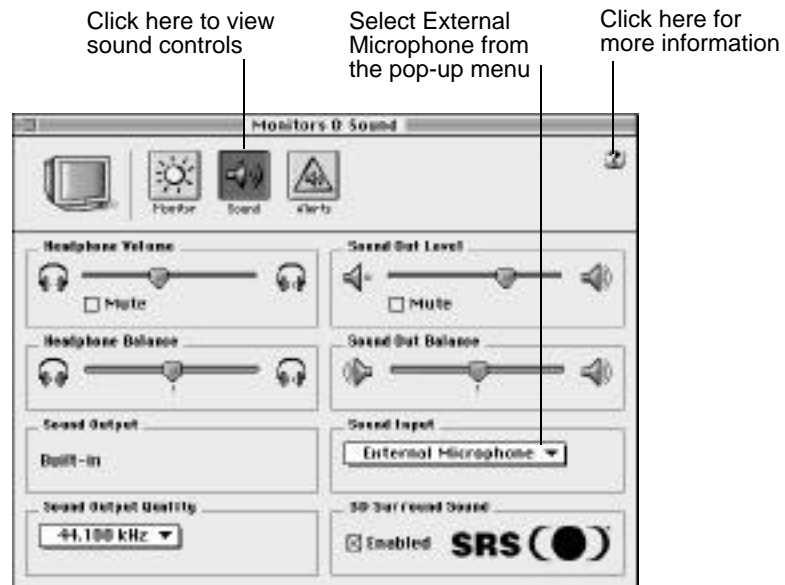 Click here to view
sound controls
Select External
Microphone from
the pop-up menu
Click here for
more information
Monitors & Sound
Monitor
Sound
Alerts
Headphone Volume
Mute
Sound Out Level
Mute
Headphone Balance
Sound Out Balance
Sound Output
Built-in
Sound Input
External Microphone
Sound Output Quality
44.100 kHz
3D Surround Sound
Enabled
SRS